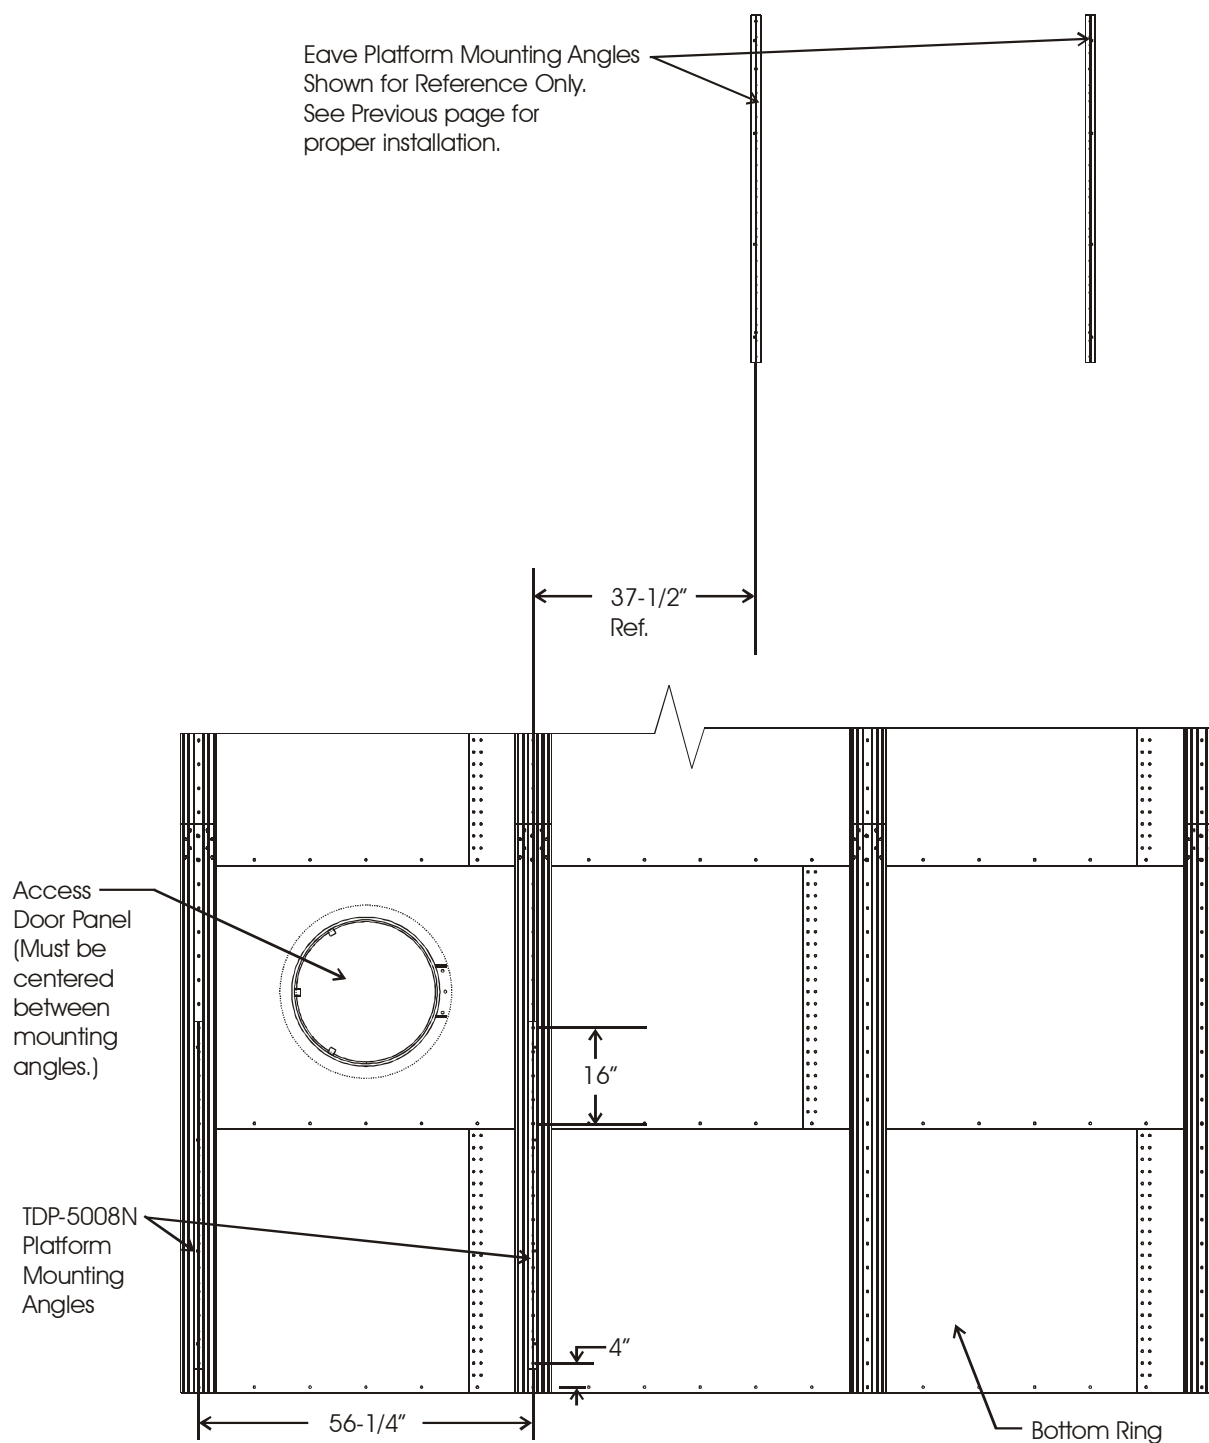 Eave Platform Mounting Angles
Shown for Reference Only.
See Previous page for
proper installation.
37-1/2"
Ref.
Access
Door Panel
(Must be
centered
between
mounting
angles.)
16"
TDP-5008N
Platform
Mounting
Angles
4"
56-1/4"
Bottom Ring